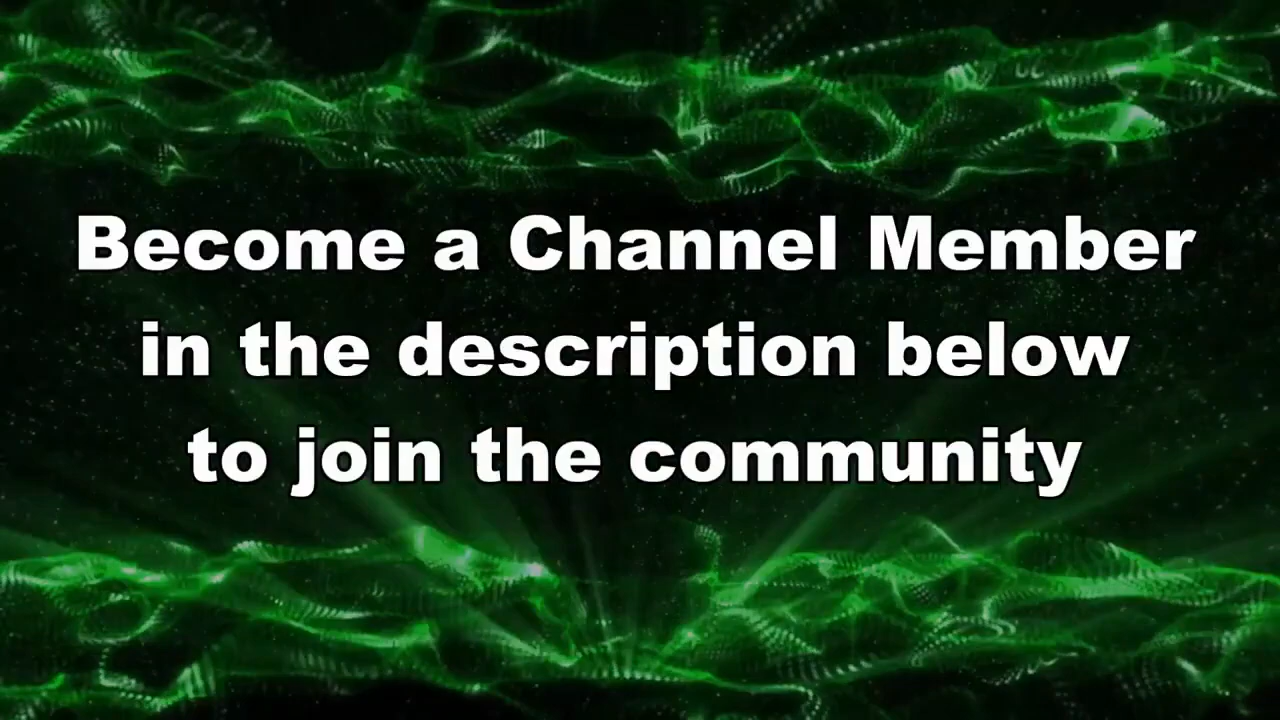 Become a Channel Member
in the description below
to join the community